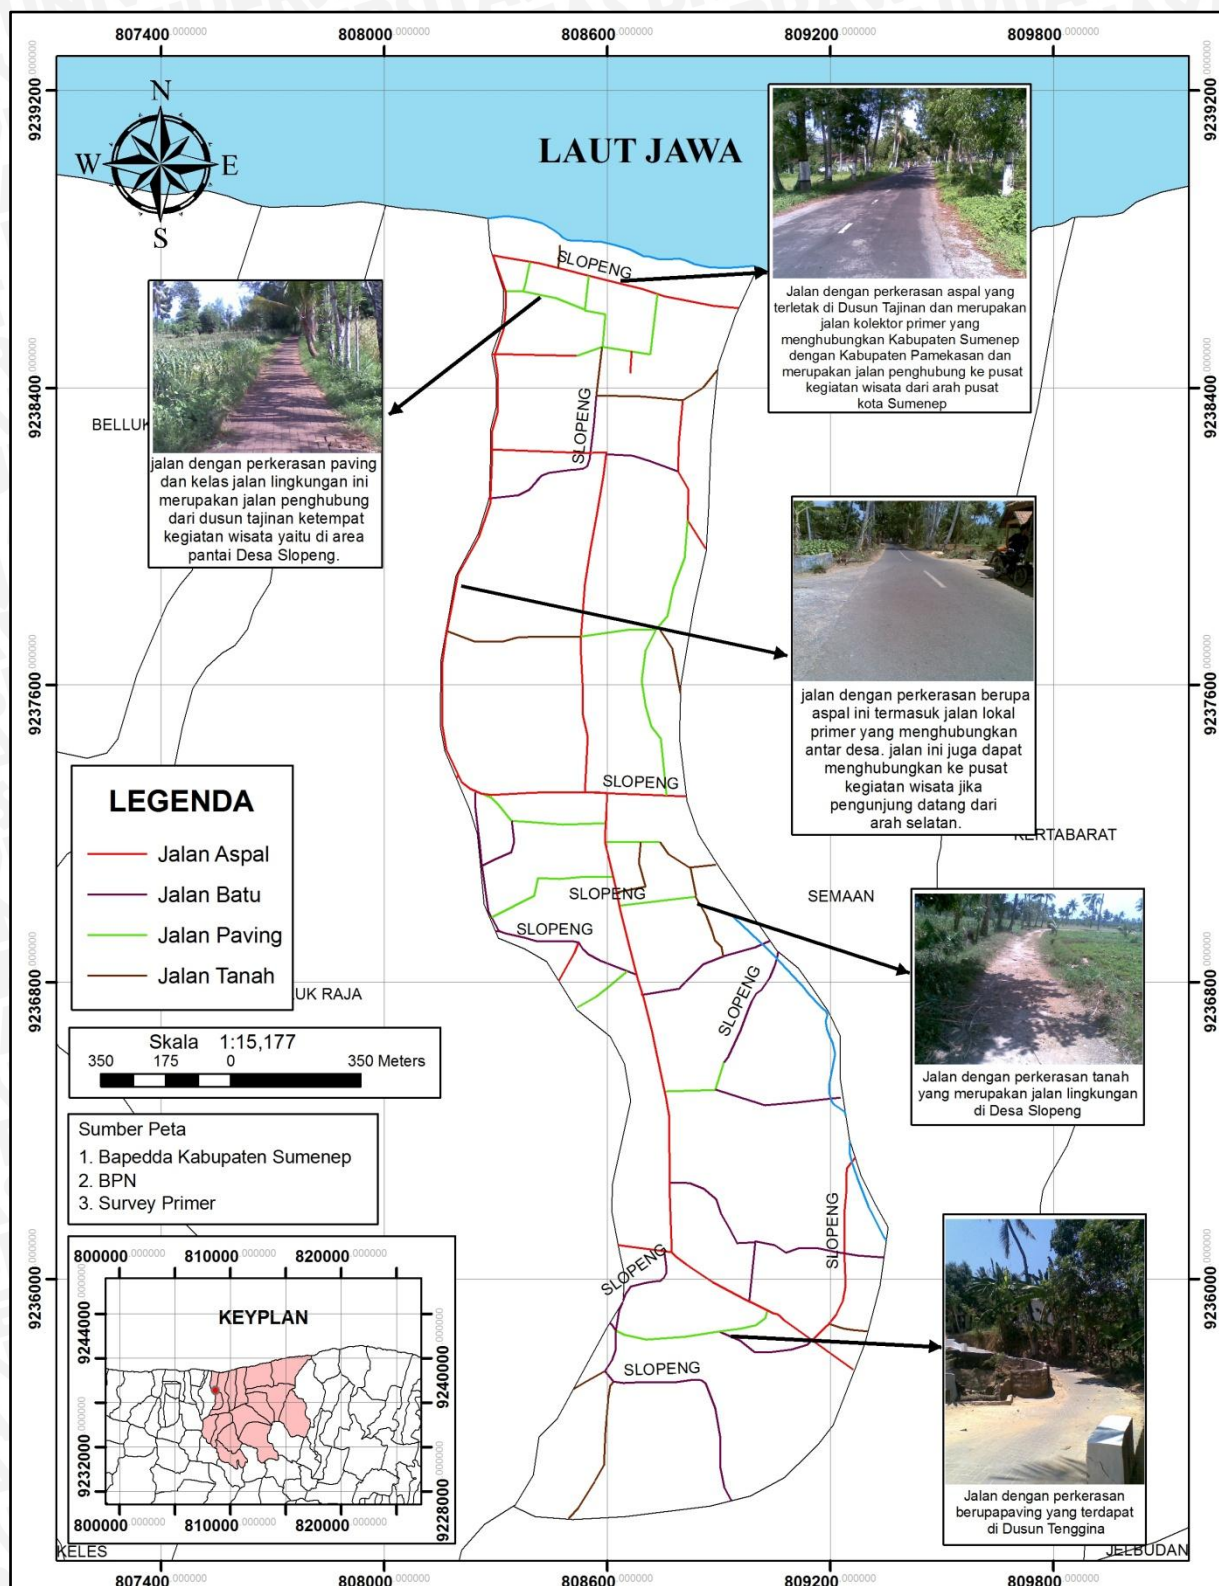 807400.000000 808000.000000 808600.000000 809200.000000 809800.000000
9239200.000000 9239200.000000
N
W E
S
LAUT JAWA
SLOPENG
Jalan dengan perkerasan aspal yang
terletak di Dusun Tajinan dan merupakan
jalan kolektor primer yang
menghubungkan Kabupaten Sumenep
dengan Kabupaten Pamekasan dan
merupakan jalan penghubung ke pusat
kegiatan wisata dari arah pusat
kota Sumenep
9238400.000000 9238400.000000
BELLUK
SLOPENG
jalan dengan perkerasan paving
dan kelas jalan lingkungan ini
merupakan jalan penghubung
dari dusun tajinan ketempat
kegiatan wisata yaitu di area
pantai Desa Slopeng.
9237600.000000 9237600.000000
jalan dengan perkerasan berupa
aspal ini termasuk jalan lokal
primer yang menghubungkan
antar desa. jalan ini juga dapat
menghubungkan ke pusat
kegiatan wisata jika
pengunjung datang dari
arah selatan.
SLOPENG
KERTABARAT
LEGENDA
Jalan Aspal
Jalan Batu
Jalan Paving
Jalan Tanah
SLOPENG
SEMAAN
SLOPENG
SLOPENG
9236800.000000 9236800.000000
UK RAJA
Jalan dengan perkerasan tanah
yang merupakan jalan lingkungan
di Desa Slopeng
Skala 1:15,177
350 175 0 350 Meters
Sumber Peta
1. Bapedda Kabupaten Sumenep
2. BPN
3. Survey Primer
SLOPENG
SLOPENG
9236000.000000 9236000.000000
SLOPENG
Jalan dengan perkerasan
berupapaving yang terdapat
di Dusun Tenggina
800000.000000 810000.000000 820000.000000
KEYPLAN
9244000.000000 9240000.000000
9232000.000000 9228000.000000
800000.000000 810000.000000 820000.000000
KELES
JELBUDAN
807400.000000 808000.000000 808600.000000 809200.000000 809800.000000